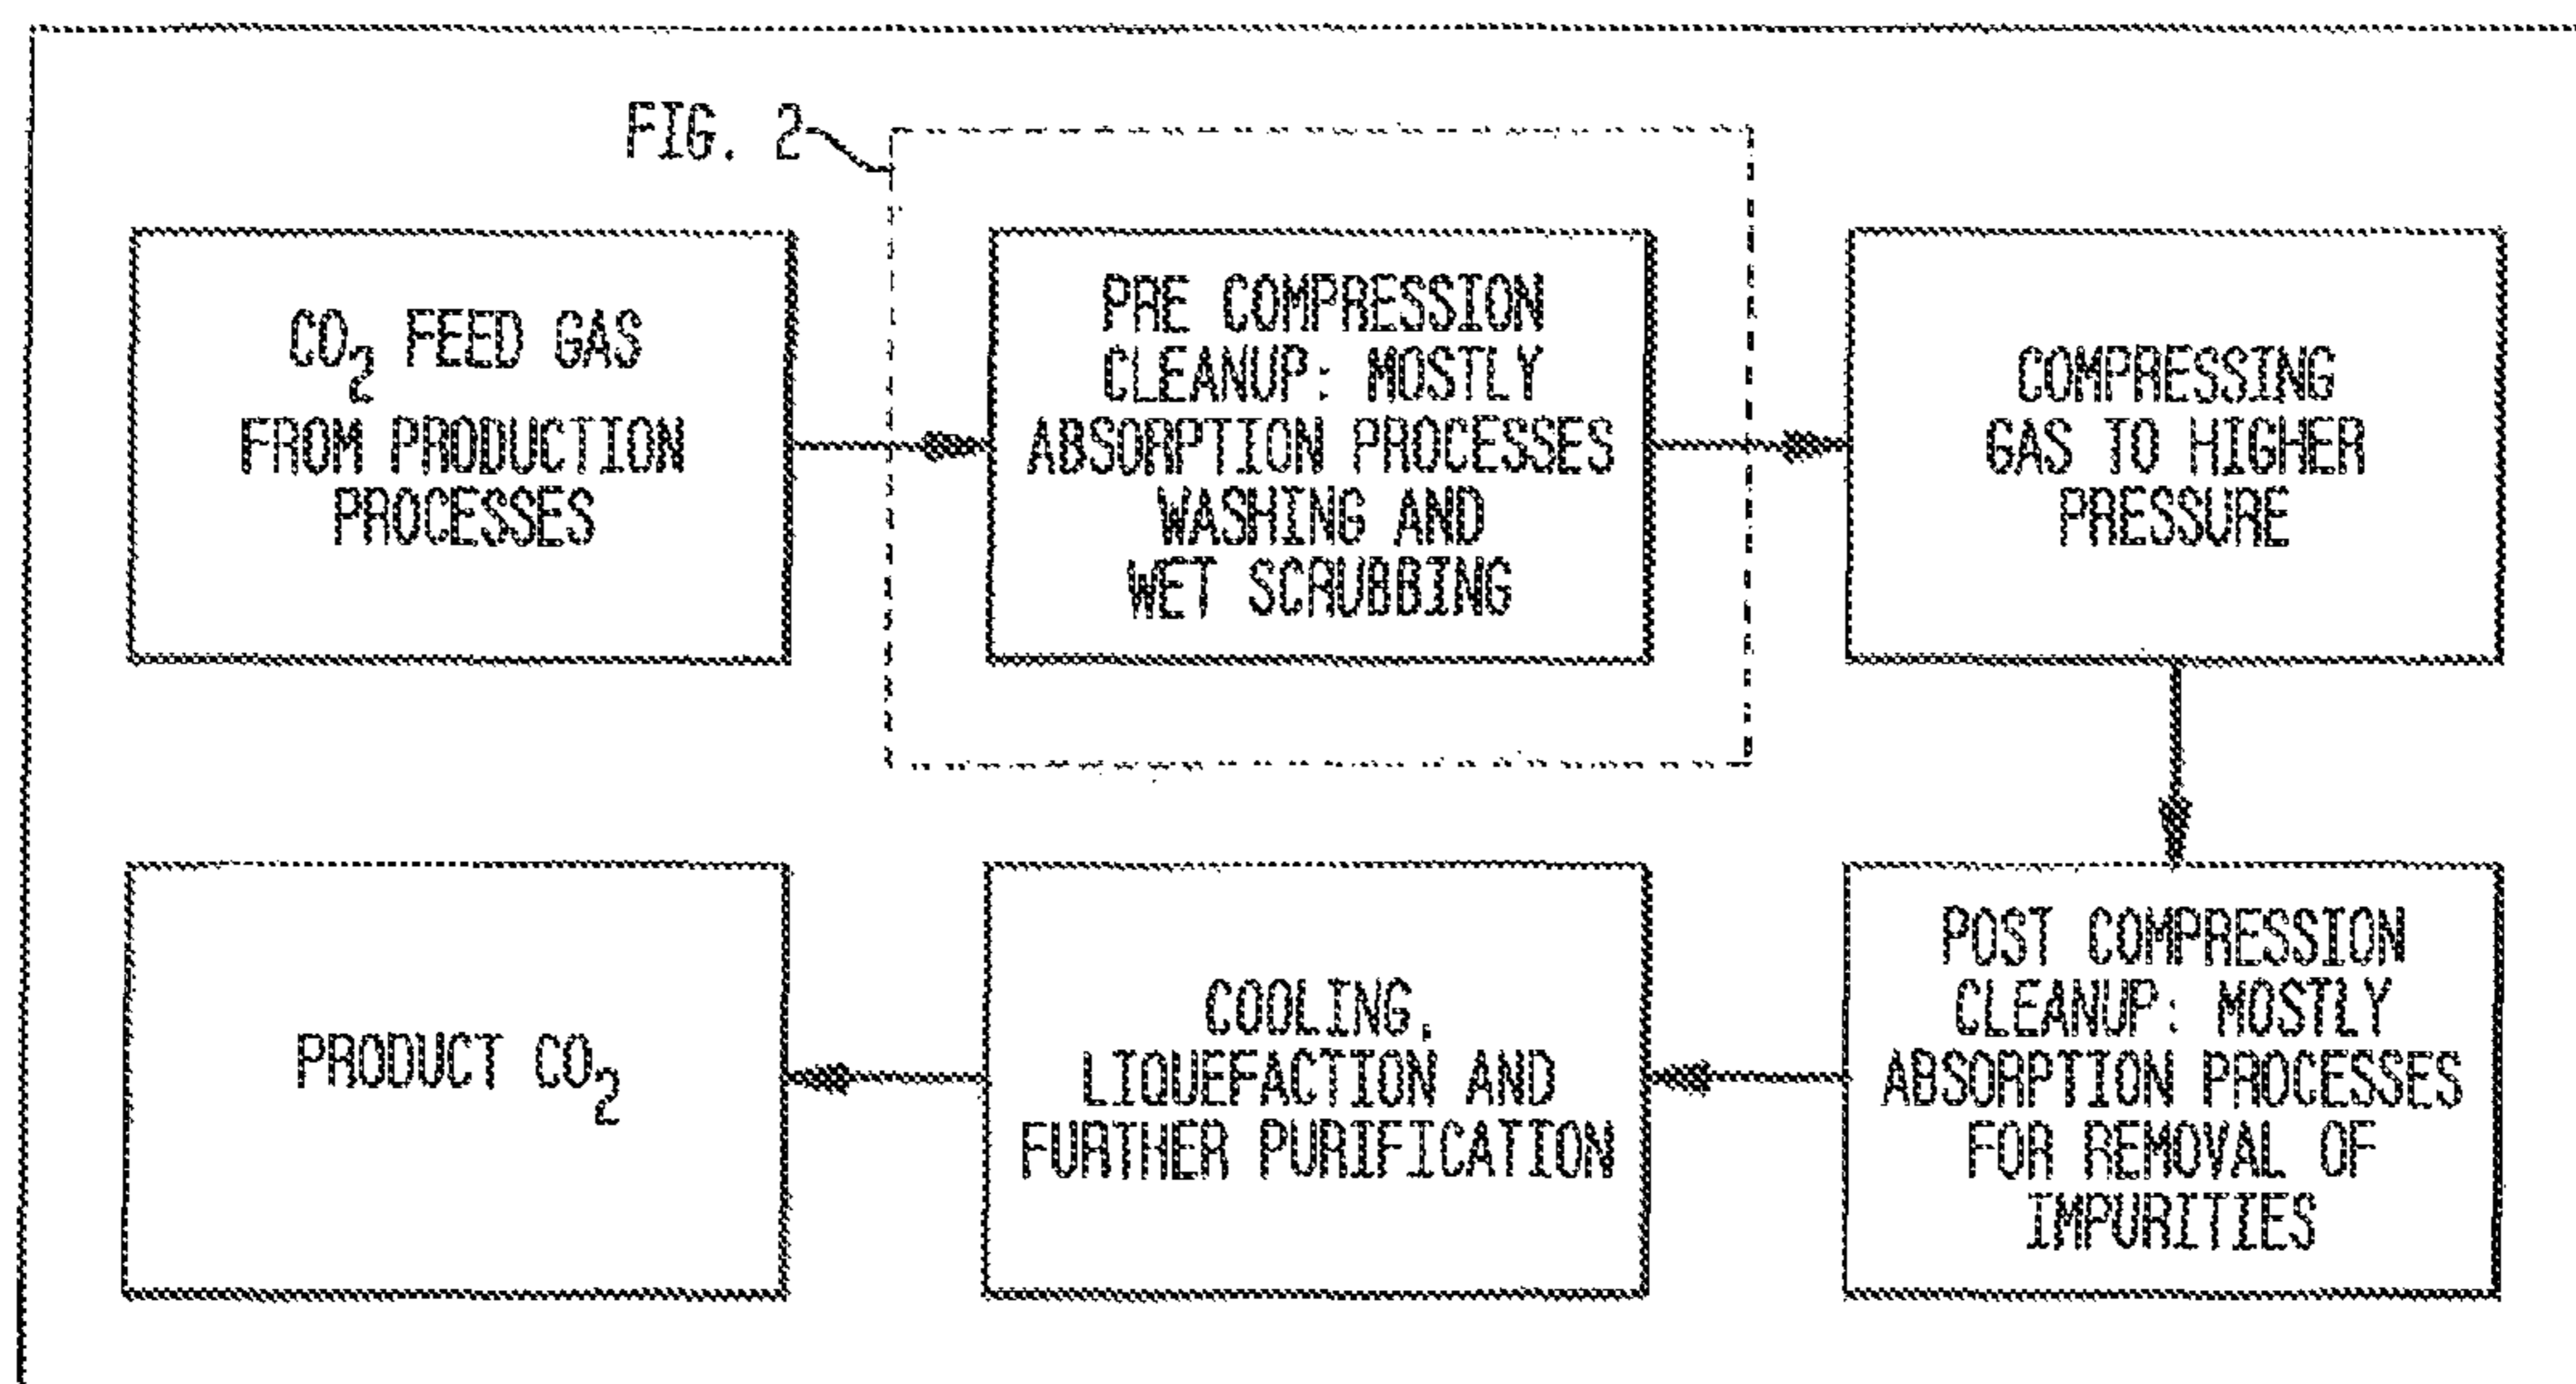 FIG. 2
CO2 FEED GAS
FROM PRODUCTION
PROCESSES
PRE COMPRESSION
CLEANUP: MOSTLY
ABSORPTION PROCESSES
WASHING AND
WET SCRUBBING
COMPRESSING
GAS TO HIGHER
PRESSURE
POST COMPRESSION
CLEANUP: MOSTLY
ABSORPTION PROCESSES
FOR REMOVAL OF
IMPURITIES
COOLING,
LIQUEFACTION AND
FURTHER PURIFICATION
PRODUCT CO2